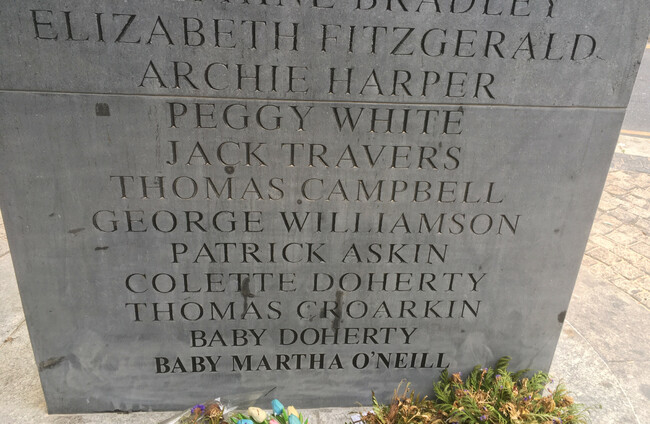 BRADLEY
ELIZABETH FITZGERALD
ARCHIE HARPER
PEGGY WHITE
JACK TRAVERS
THOMAS CAMPBELL
GEORGE WILLIAMSON
PATRICK ASKIN
COLETTE DOHERTY
THOMAS CROARKIN
BABY DOHERTY
BABY MARTHA O'NEILL